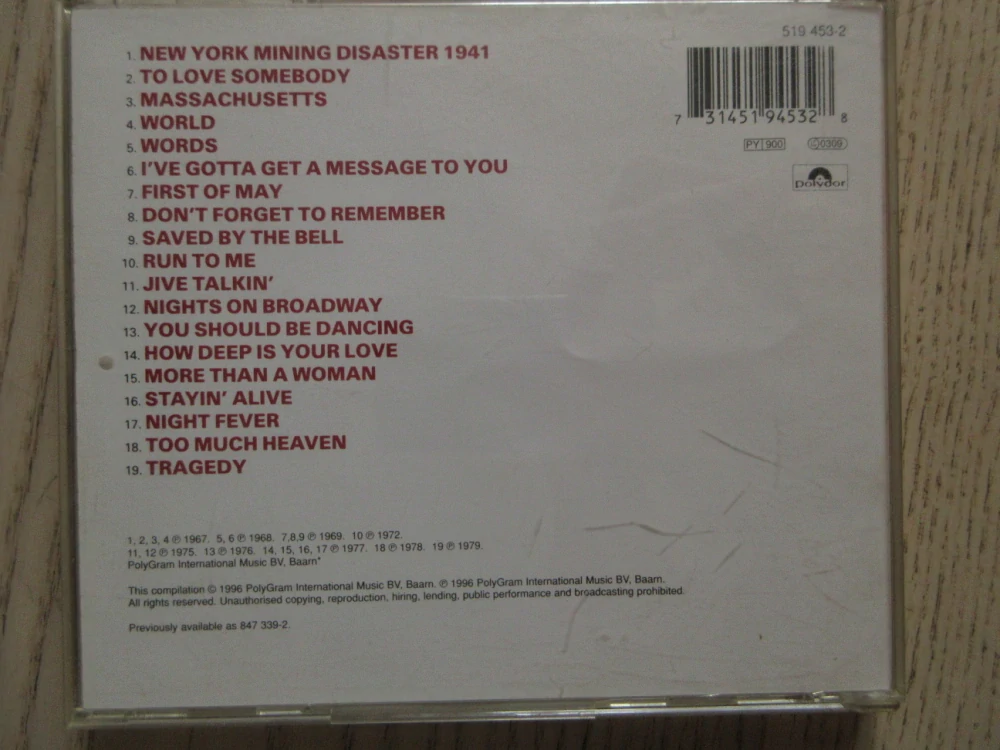 519 453-2
1. NEW YORK MINING DISASTER 1941
2. TO LOVE SOMEBODY
3. MASSACHUSETTS
4. WORLD
5. WORDS
6. I'VE GOTTA GET A MESSAGE TO YOU
7. FIRST OF MAY
8. DON'T FORGET TO REMEMBER
9. SAVED BY THE BELL
10. RUN TO ME
11. JIVE TALKIN'
12. NIGHTS ON BROADWAY
13. YOU SHOULD BE DANCING
14. HOW DEEP IS YOUR LOVE
15. MORE THAN A WOMAN
16. STAYIN' ALIVE
17. NIGHT FEVER
18. TOO MUCH HEAVEN
19. TRAGEDY
7 31451 94532 8
PY 900
LC 0309
Polydor
1, 2, 3, 4 ℗ 1967. 5, 6 ℗ 1968. 7,8,9 ℗ 1969. 10 ℗ 1972.
11, 12 ℗ 1975. 13 ℗ 1976. 14, 15, 16, 17 ℗ 1977. 18 ℗ 1978. 19 ℗ 1979.
PolyGram International Music BV, Baarn"
This compilation © 1996 PolyGram International Music BV, Baarn. ℗ 1996 PolyGram International Music BV, Baarn.
All rights reserved. Unauthorised copying, reproduction, hiring, lending, public performance and broadcasting prohibited.
Previously available as 847 339-2.